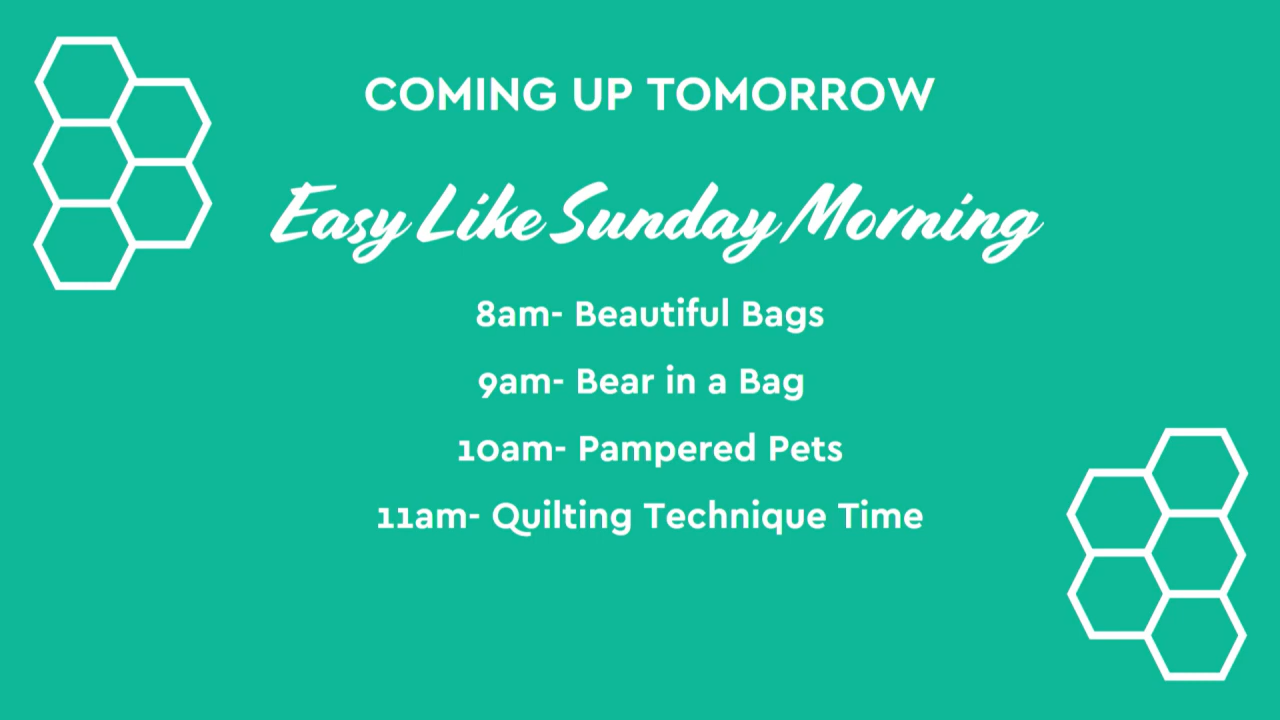 COMING UP TOMORROW
Easy Like Sunday Morning
8am- Beautiful Bags
9am- Bear in a Bag
10am- Pampered Pets
11am- Quilting Technique Time